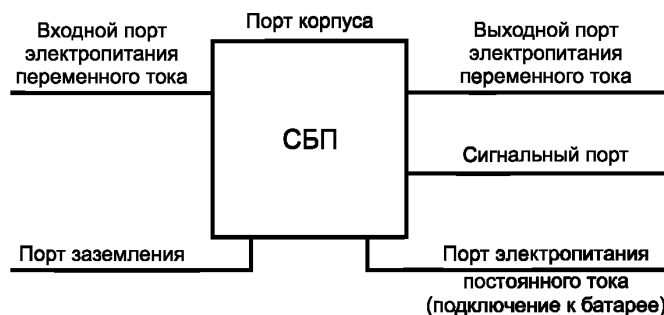 Порт корпуса
Входной порт
электропитания
переменного тока
Выходной порт
электропитания
переменного тока
СБП
Сигнальный порт
Порт заземления
Порт электропитания
постоянного тока
(подключение к батарее)